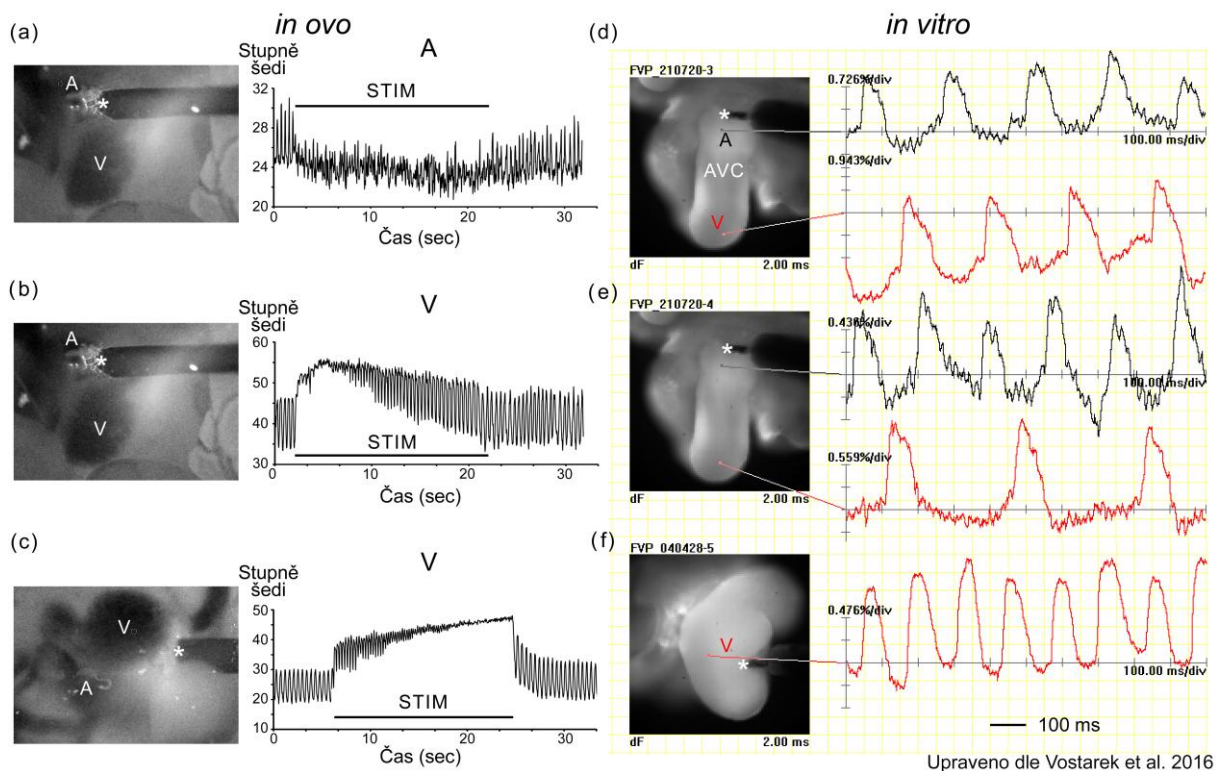 in ovo
in vitro
(a)
A
*
V
Stupně
šedi
A
STIM
32
28
24
20
0
10
20
30
Čas (sec)
(b)
A
*
V
Stupně
šedi
V
STIM
60
50
40
30
0
10
20
30
Čas (sec)
(c)
V
*
A
Stupně
šedi
V
STIM
50
40
30
20
10
0
10
20
30
Čas (sec)
(d)
FVP_210720-3
*
A
AVC
V
dF
2.00 ms
0.726%/div
100.00 ms/div
0.943%/div
(e)
FVP_210720-4
*
dF
2.00 ms
0.436%/div
100.00 ms/div
0.559%/div
(f)
FVP_040428-5
V
*
dF
2.00 ms
0.476%/div
100.00 ms/div
100 ms
Upraveno dle Vostarek et al. 2016